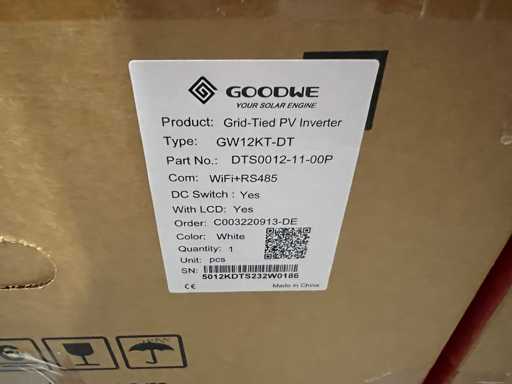 GOODWE
YOUR SOLAR ENGINE
Product: Grid-Tied PV Inverter
Type: GW12KT-DT
Part No.: DTS0012-11-00P
Com: WiFi+RS485
DC Switch : Yes
With LCD: Yes
Order: C003220913-DE
Color: White
Quantity: 1
Unit: pcs
SN:
5012KDTS232W0186
CE Made in China